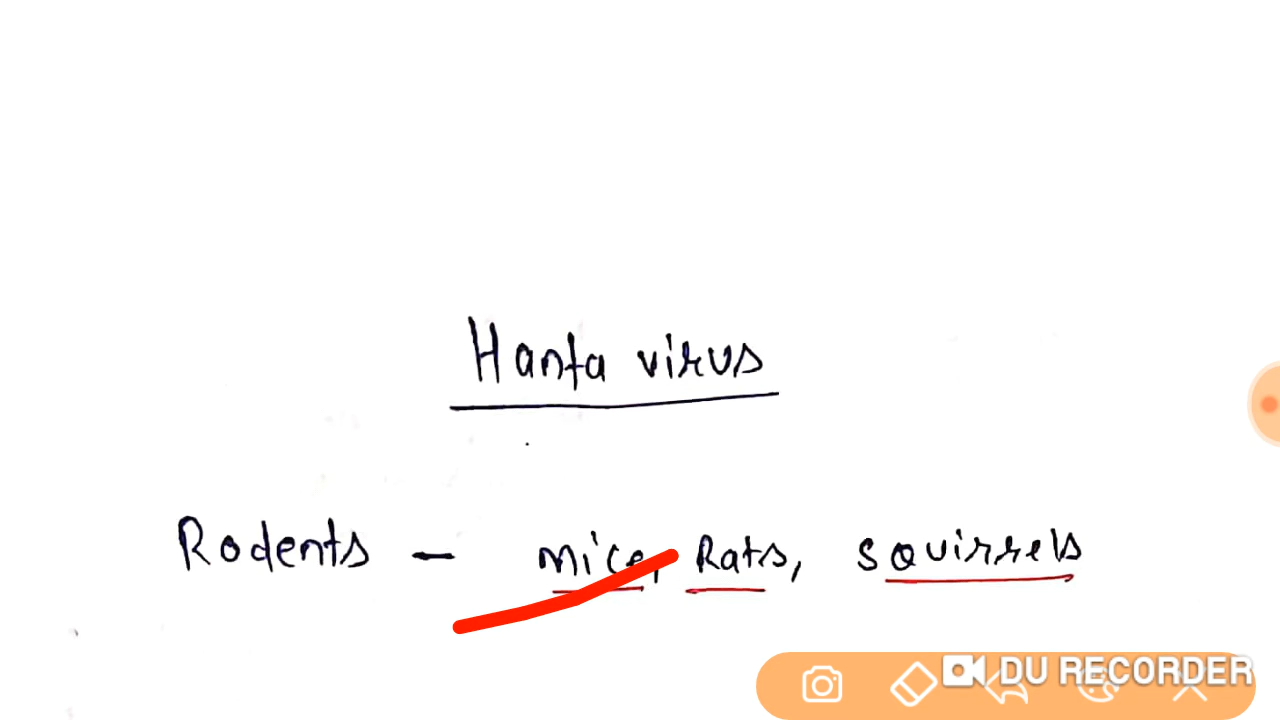 Hanta virus
Rodents - mice, Rats, squirrels
DU RECORDER